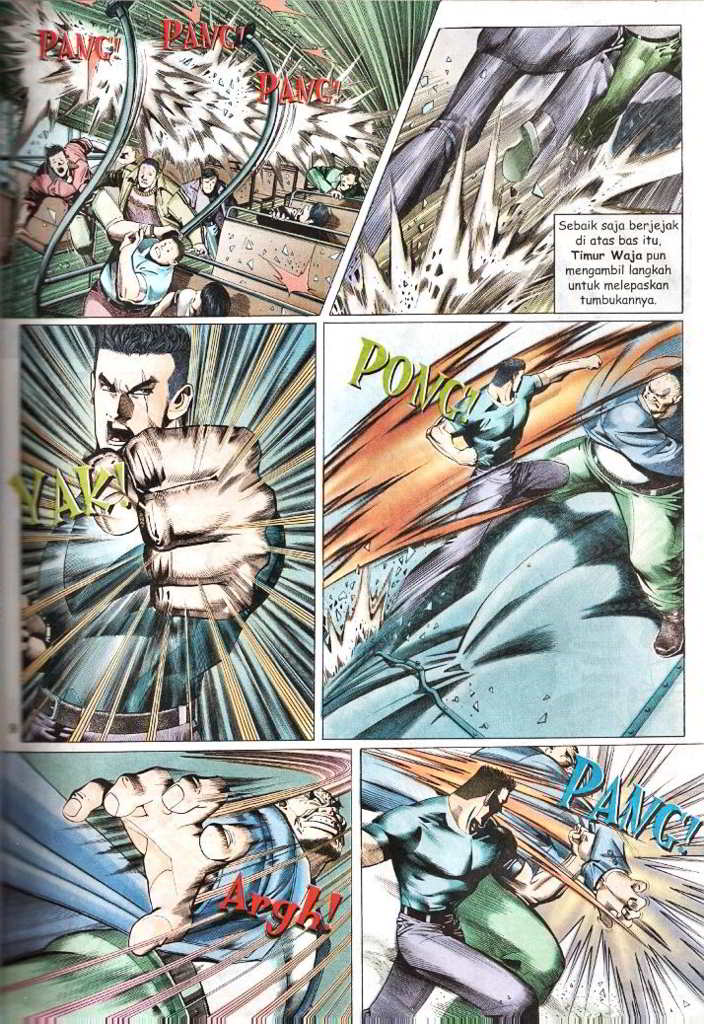 PANG!
PANG!
PANG!
Sebaik saja berjejak
di atas bas itu,
Timur Waja pun
mengambil langkah
untuk melepaskan
tumbukannya.
YAK!
PONG!
Argh!
PANG!